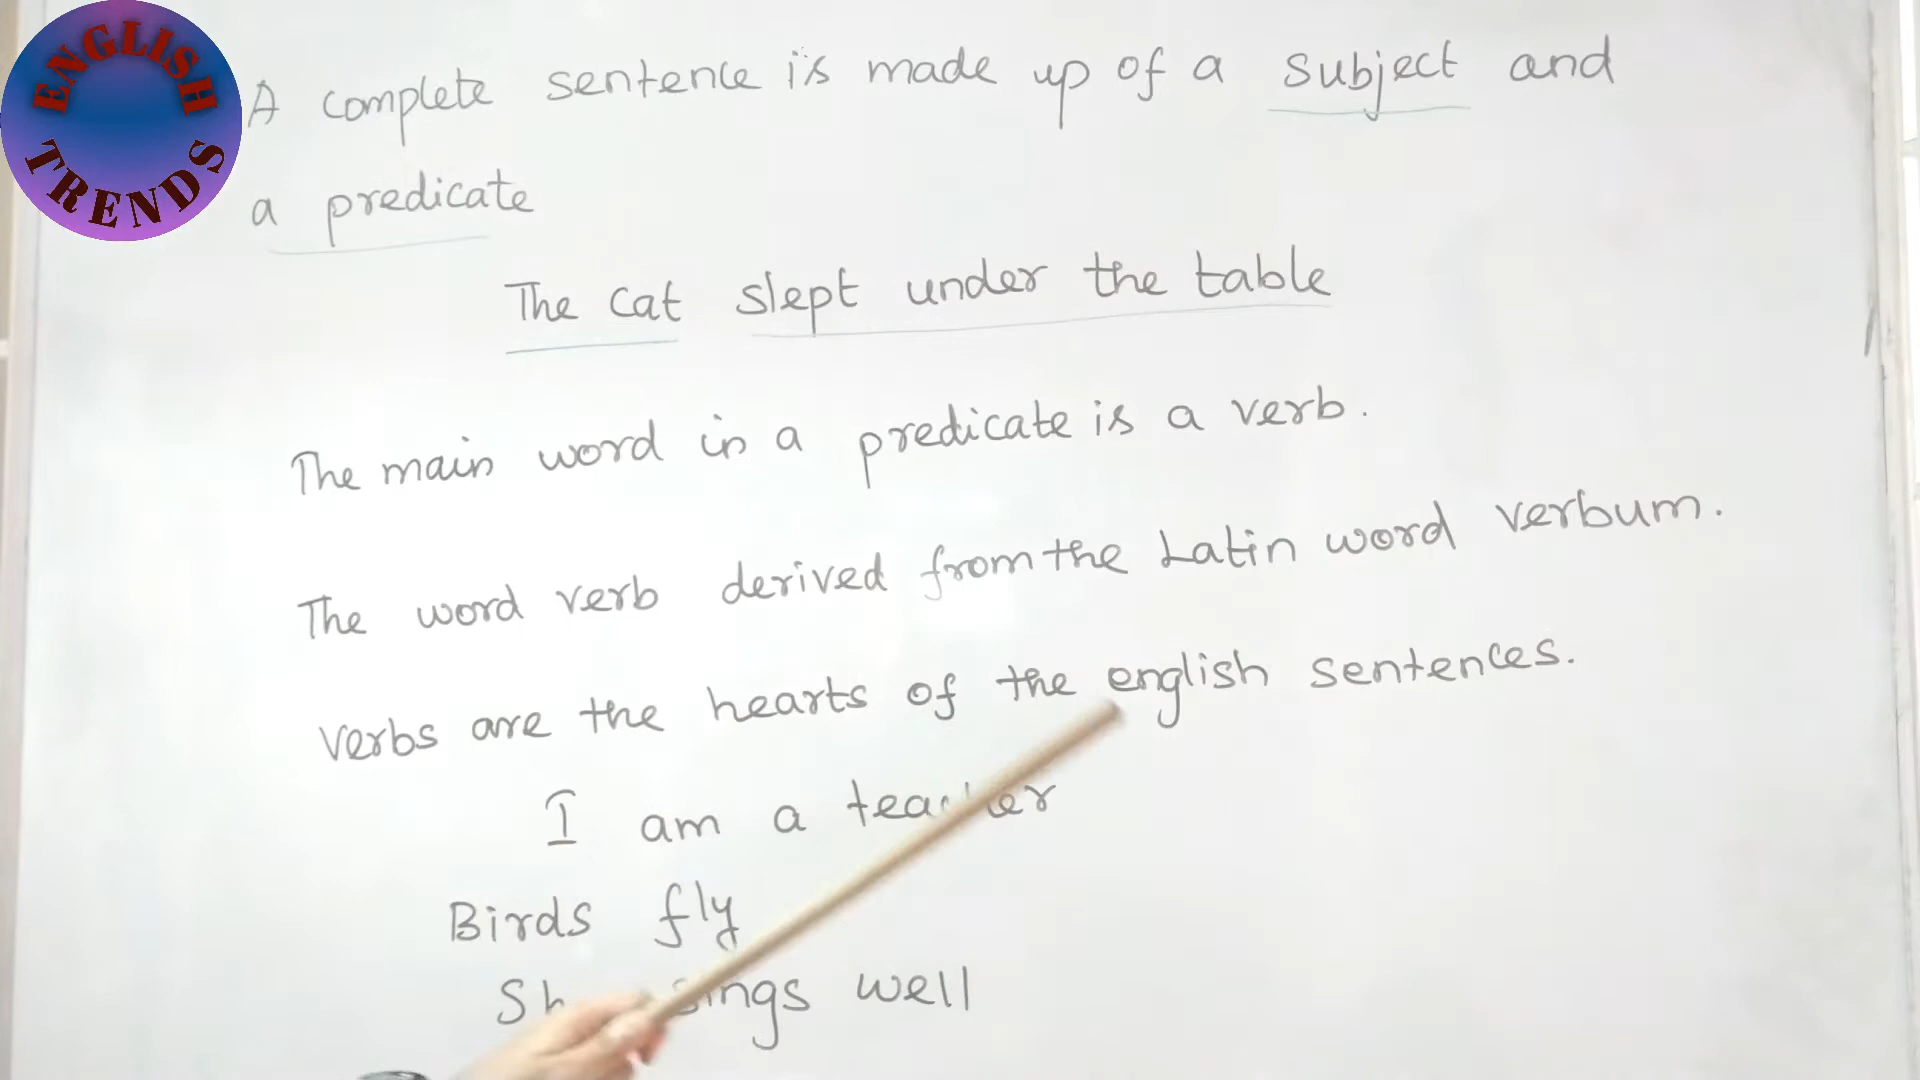 ENGLISH
TRENDS
A complete sentence is made up of a subject and
a predicate
The cat slept under the table
The main word in a predicate is a verb.
The word verb derived from the Latin word verbum.
verbs are the hearts of the english sentences.
I am a teacher
Birds fly
sings well